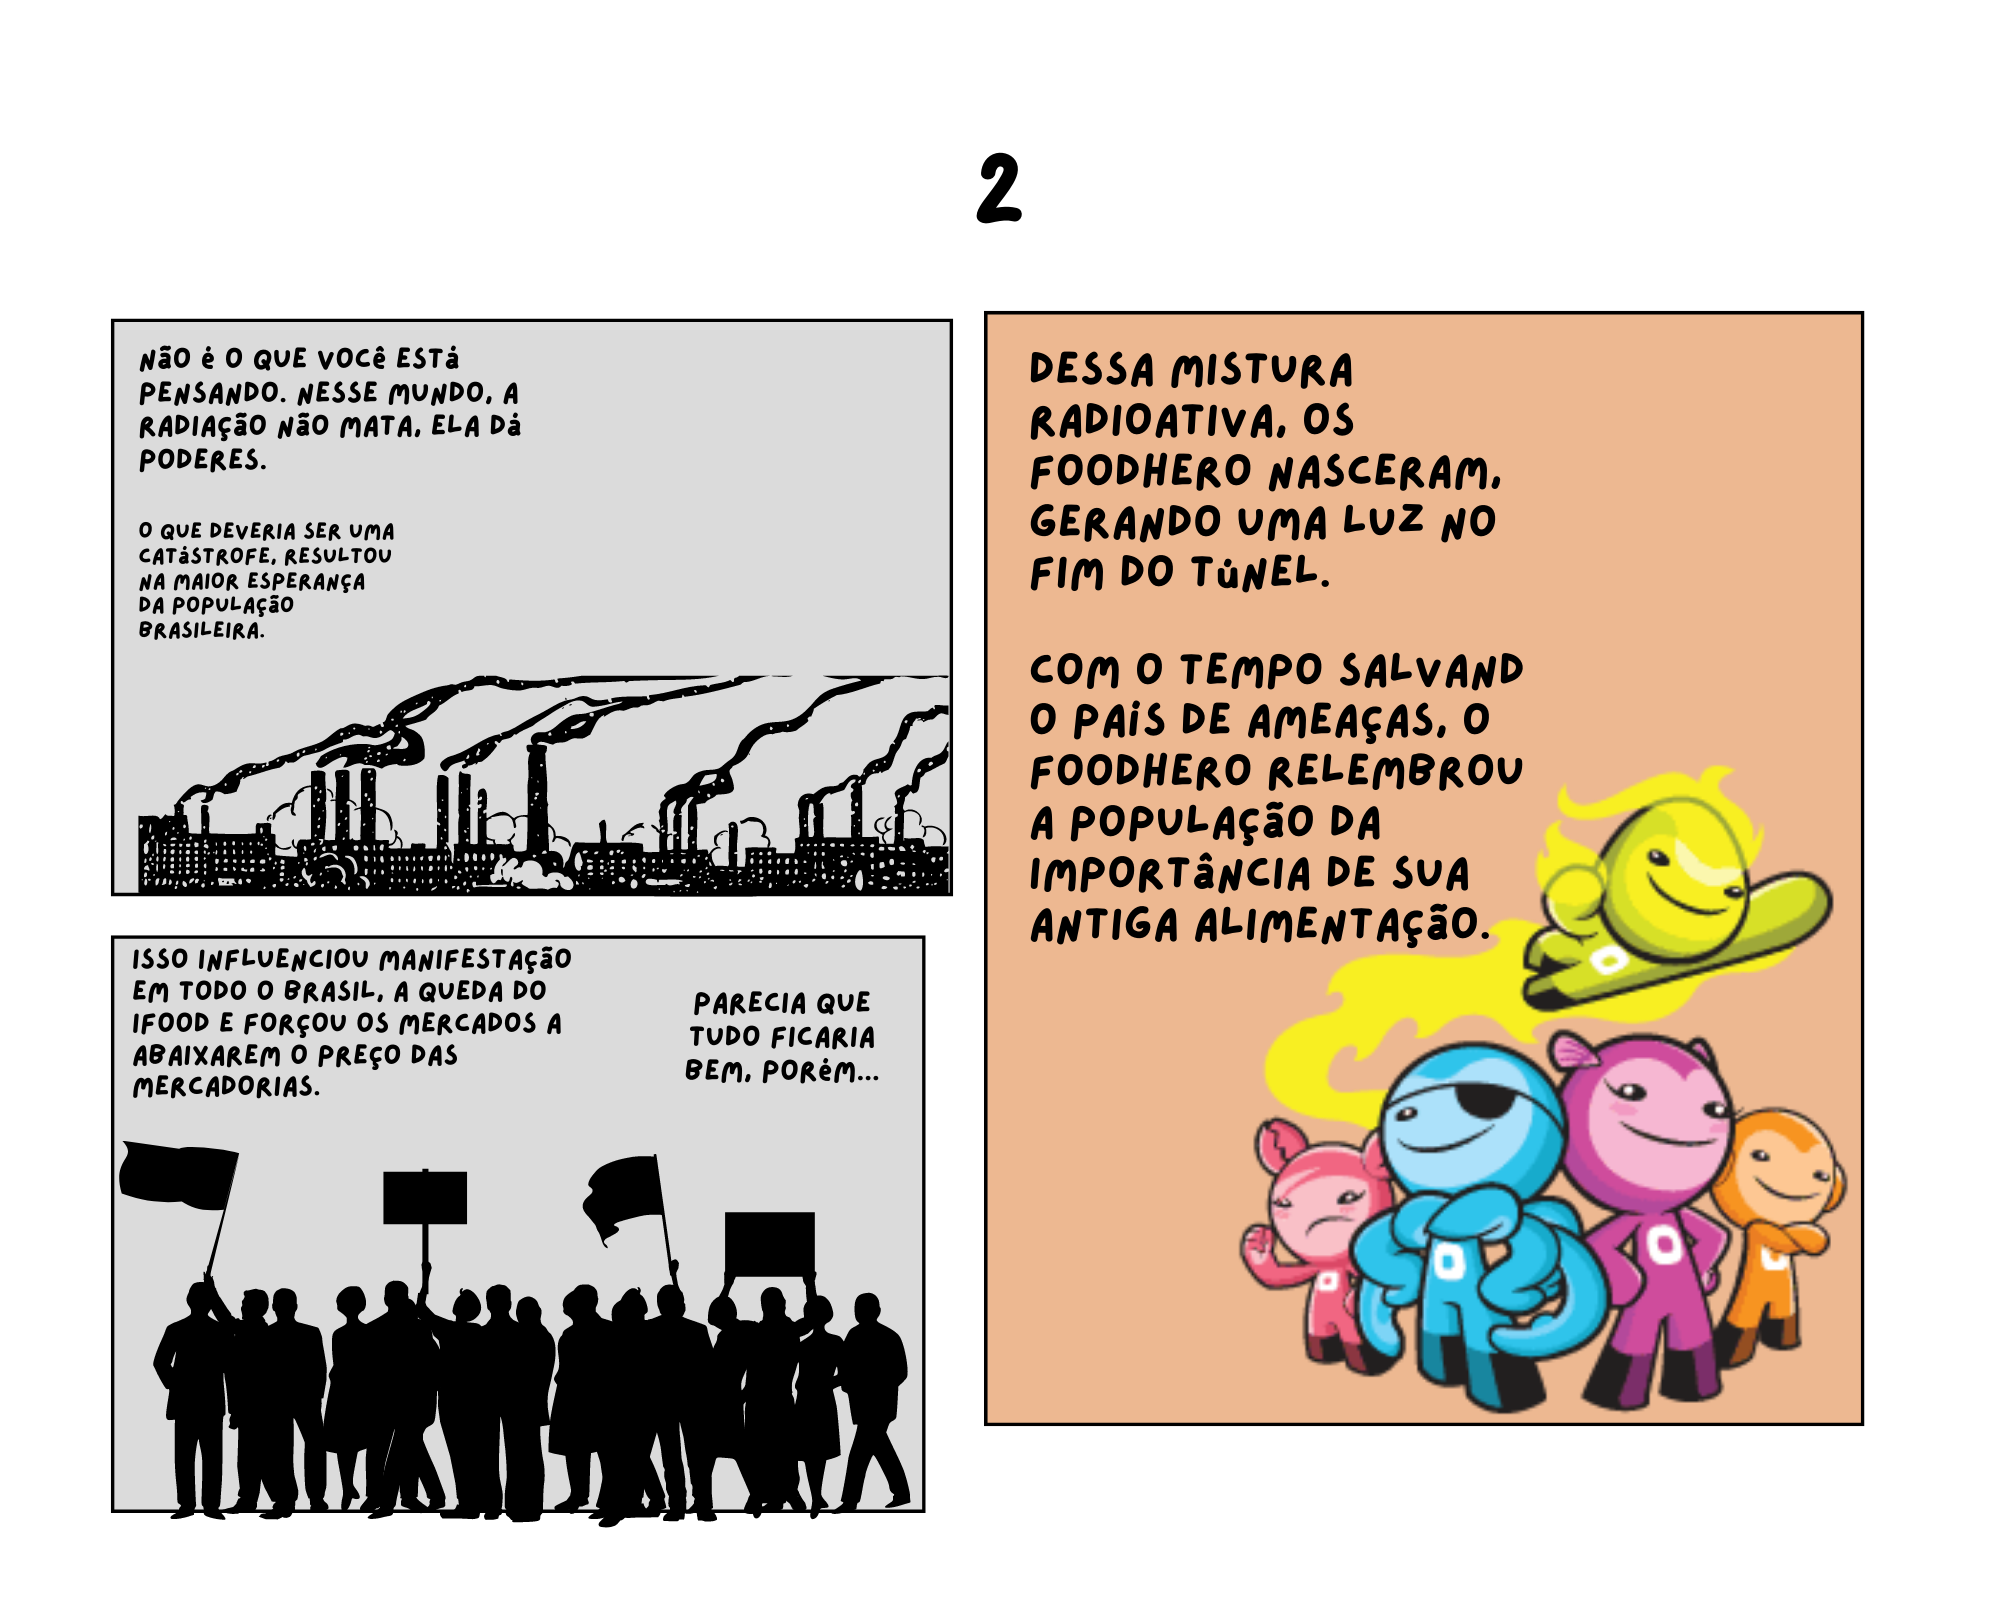 2
NÃO É O QUE VOCÊ ESTÁ
PENSANDO. NESSE MUNDO, A
RADIAÇÃO NÃO MATA, ELA DÁ
PODERES.
O QUE DEVERIA SER UMA
CATÁSTROFE, RESULTOU
NA MAIOR ESPERANÇA
DA POPULAÇÃO
BRASILEIRA.
DESSA MISTURA
RADIOATIVA, OS
FOODHERO NASCERAM,
GERANDO UMA LUZ NO
FIM DO TÚNEL.
COM O TEMPO SALVAND
O PAÍS DE AMEAÇAS, O
FOODHERO RELEMBROU
A POPULAÇÃO DA
IMPORTÂNCIA DE SUA
ANTIGA ALIMENTAÇÃO.
ISSO INFLUENCIOU MANIFESTAÇÃO
EM TODO O BRASIL, A QUEDA DO
IFOOD E FORÇOU OS MERCADOS A
ABAIXAREM O PREÇO DAS
MERCADORIAS.
PARECIA QUE
TUDO FICARIA
BEM, PORÉM...